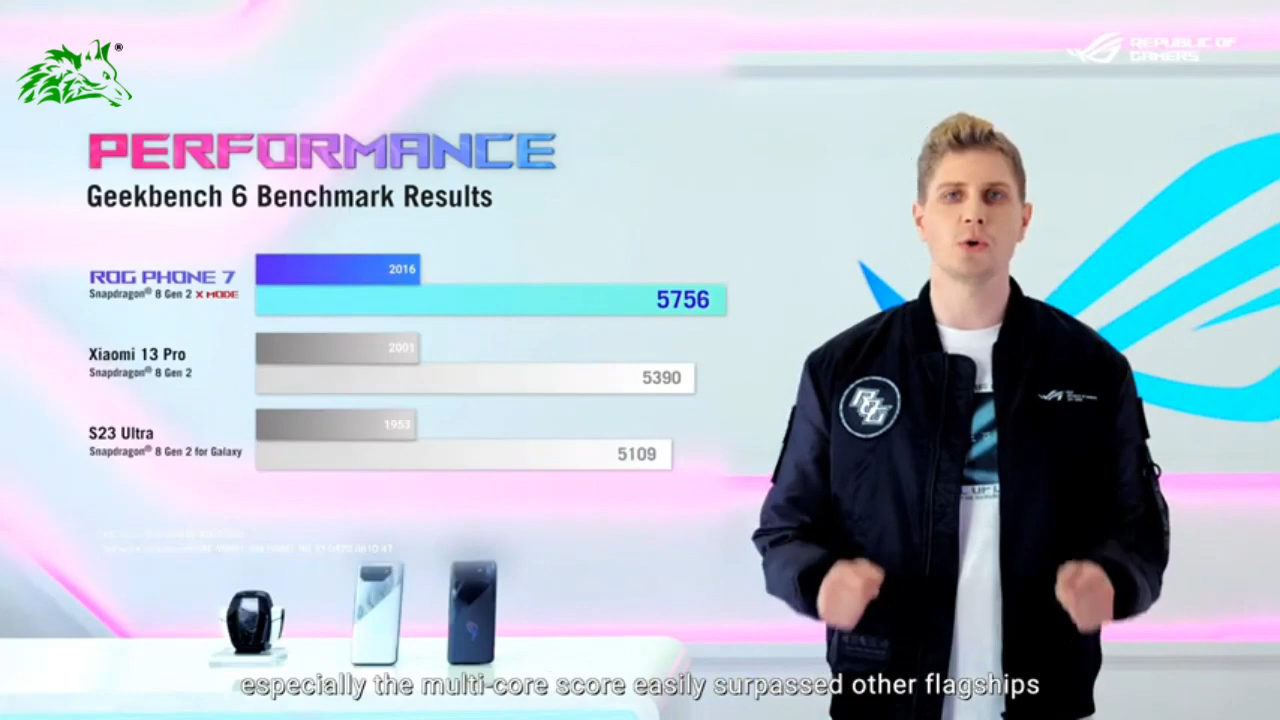 ®
REPUBLIC OF
GAMERS
PERFORMANCE
Geekbench 6 Benchmark Results
ROG PHONE 7
Snapdragon® 8 Gen 2 X MODE
2016
5756
Xiaomi 13 Pro
Snapdragon® 8 Gen 2
2001
5390
S23 Ultra
Snapdragon® 8 Gen 2 for Galaxy
1953
5109
especially the multi-core score easily surpassed other flagships